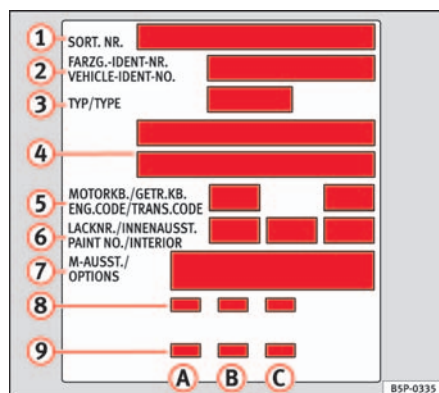 1 SORT. NR.
2 FARZG.-IDENT-NR.
VEHICLE-IDENT-NO.
3 TYP/TYPE
4
5 MOTORKB./GETR.KB.
ENG.CODE/TRANS.CODE
6 LACKNR./INNENAUSST.
PAINT NO./INTERIOR
7 M-AUSST./
OPTIONS
8
9
A B C
B5P-0335